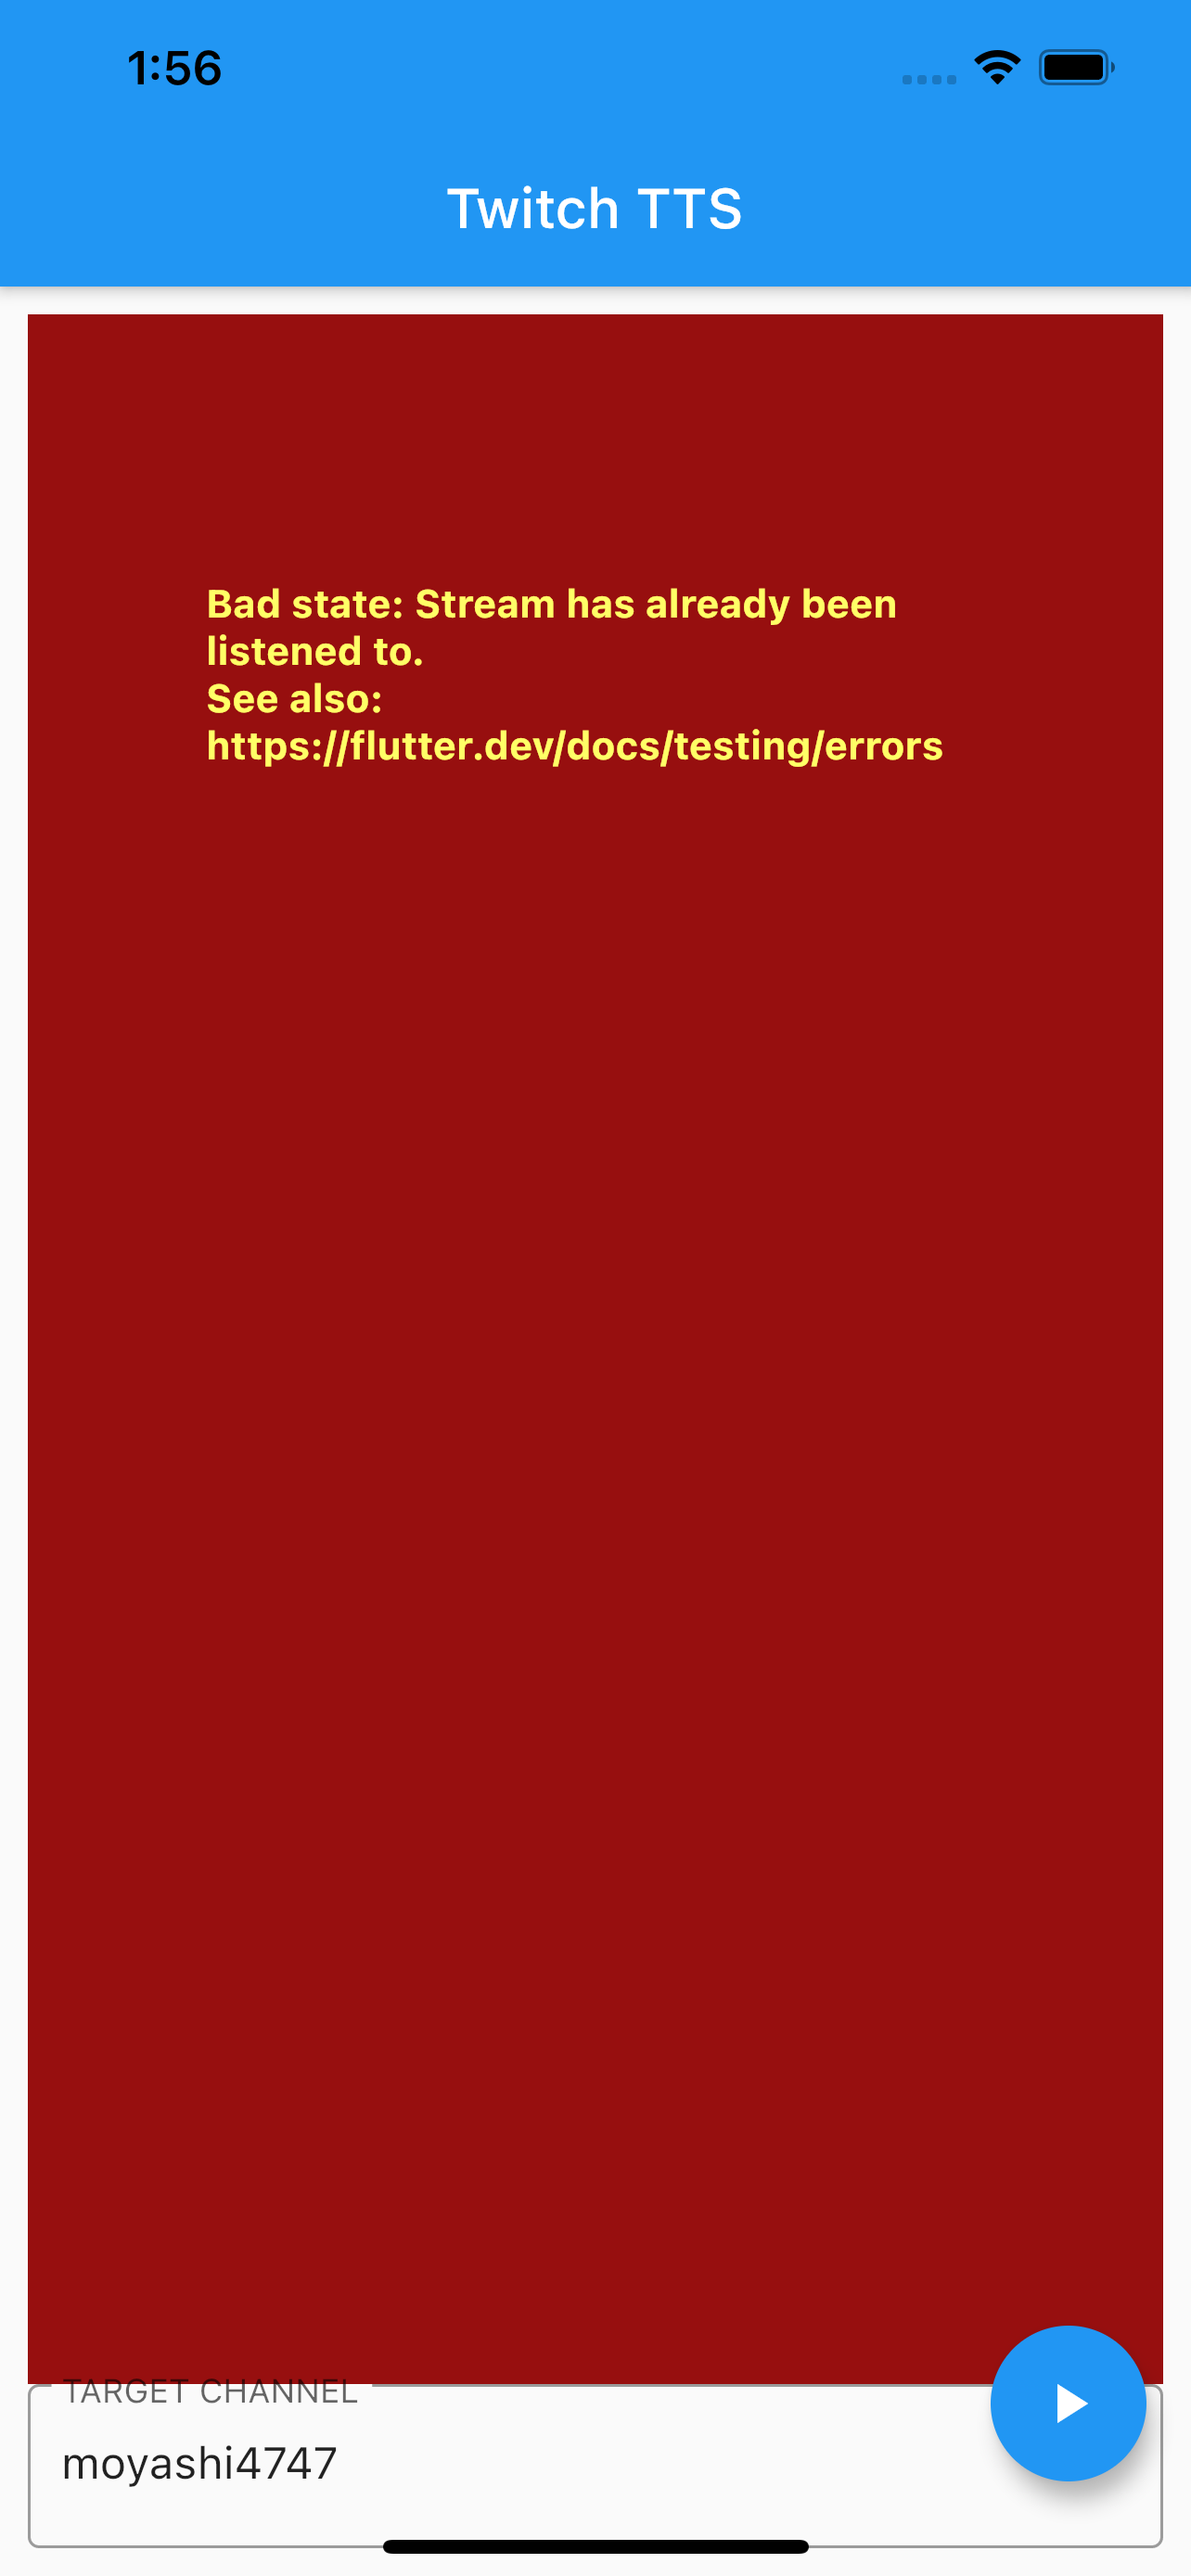 1:56
Twitch TTS
Bad state: Stream has already been
listened to.
See also:
https://flutter.dev/docs/testing/errors
TARGET CHANNEL
moyashi4747